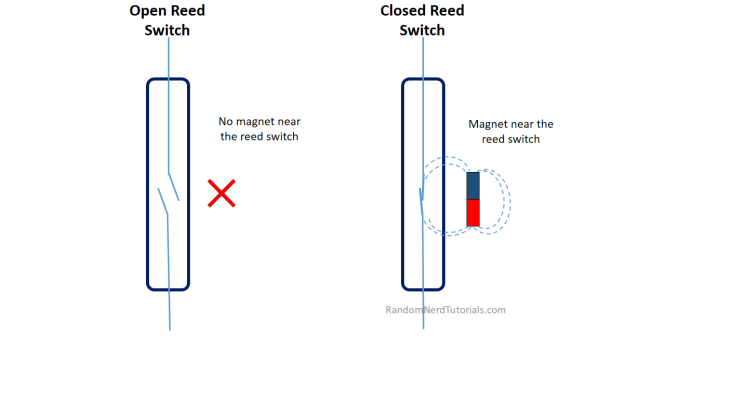 Open Reed
Switch
No magnet near
the reed switch
Closed Reed
Switch
Magnet near the
reed switch
RandomNerdTutorials.com